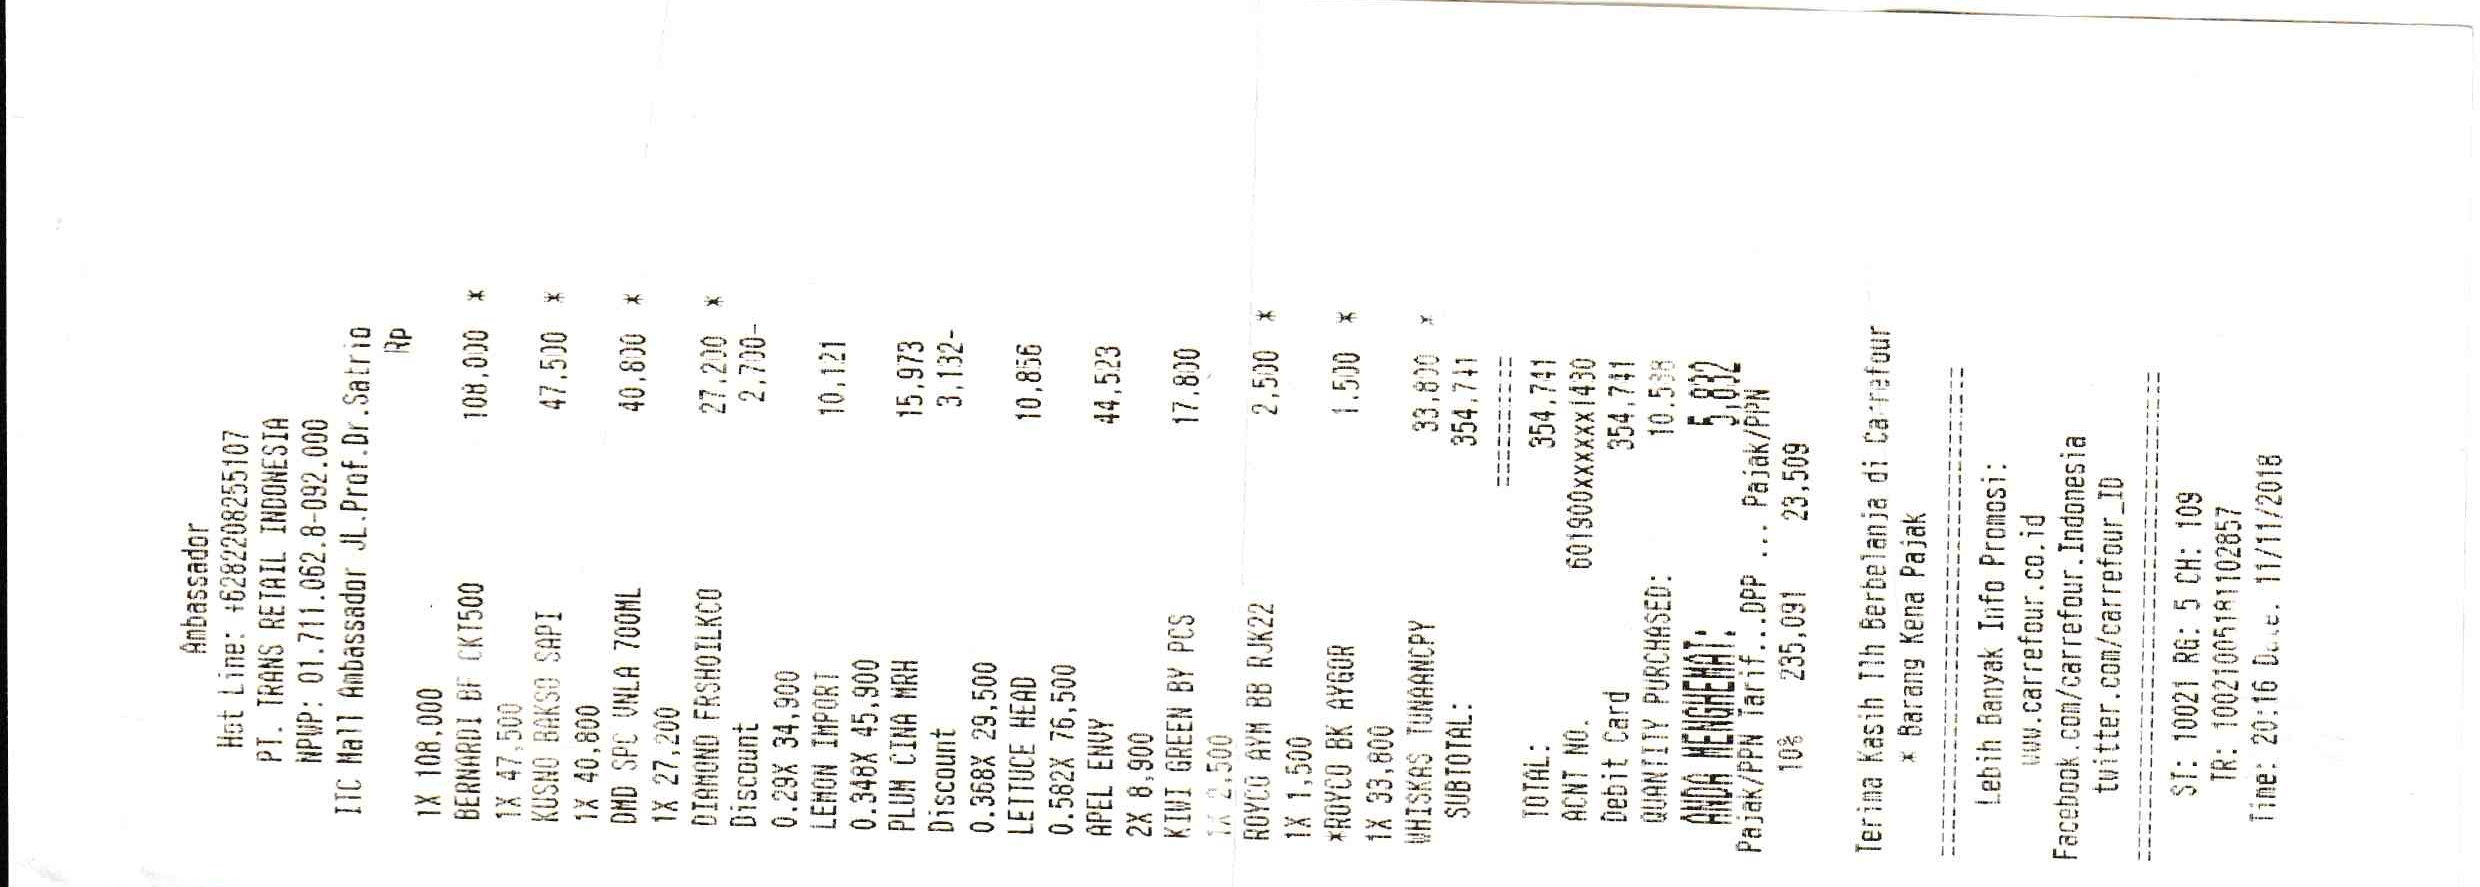 Ambassador
Hot Line: +62822208255107
PT. TRANS RETAIL INDONESIA
NPWP: 01.711.062.8-092.000
ITC Mall Ambassador JL.Prof.Dr.Satrio
Rp
1X 108,000
BERNARDI BF CKT500 108,000 *
1X 47,500
KUSNO BAKSO SAPI 47,500 *
1X 40,800
DMD SPC VNLA 700ML 40,800 *
1X 27,200
DIAMOND FRSHOILKCO 27,200 *
Discount 2,700-
0.29X 34,900
LEMON IMPORT 10,121
0.348X 45,900
PLUM CINA MRH 15,973
Discount 3,132-
0.368X 29,500
LETTUCE HEAD 10,856
0.582X 76,500
APEL ENVY 44,523
2X 8,900
KIWI GREEN BY PCS 17,800
1X 2,500
ROYCO AYM BB RJK22 2,500 *
1X 1,500
*ROYCO BK AYGOR 1,500 *
1X 33,800
WHISKAS TUNAANCPY 33,800 *
SUBTOTAL: 354,741
=========
TOTAL: 354,741
ACNT NO. 601900xxxxxx1430
Debit Card 354,741
QUANTITY PURCHASED: 10.538
ANDA MENGHEMAT: 5,832
Pajak/PPN Tarif...DPP ... Pajak/PPN
10% 235,091 23,509
Terima Kasih Tlh Berbelanja di Carrefour
* Barang Kena Pajak
======================================
Lebih Banyak Info Promosi:
www.carrefour.co.id
Facebook.com/carrefour.Indonesia
twitter.com/carrefour_ID
======================================
ST: 10021 RG: 5 CH: 109
TR: 10021005181102857
Time: 20:16 Date: 11/11/2018